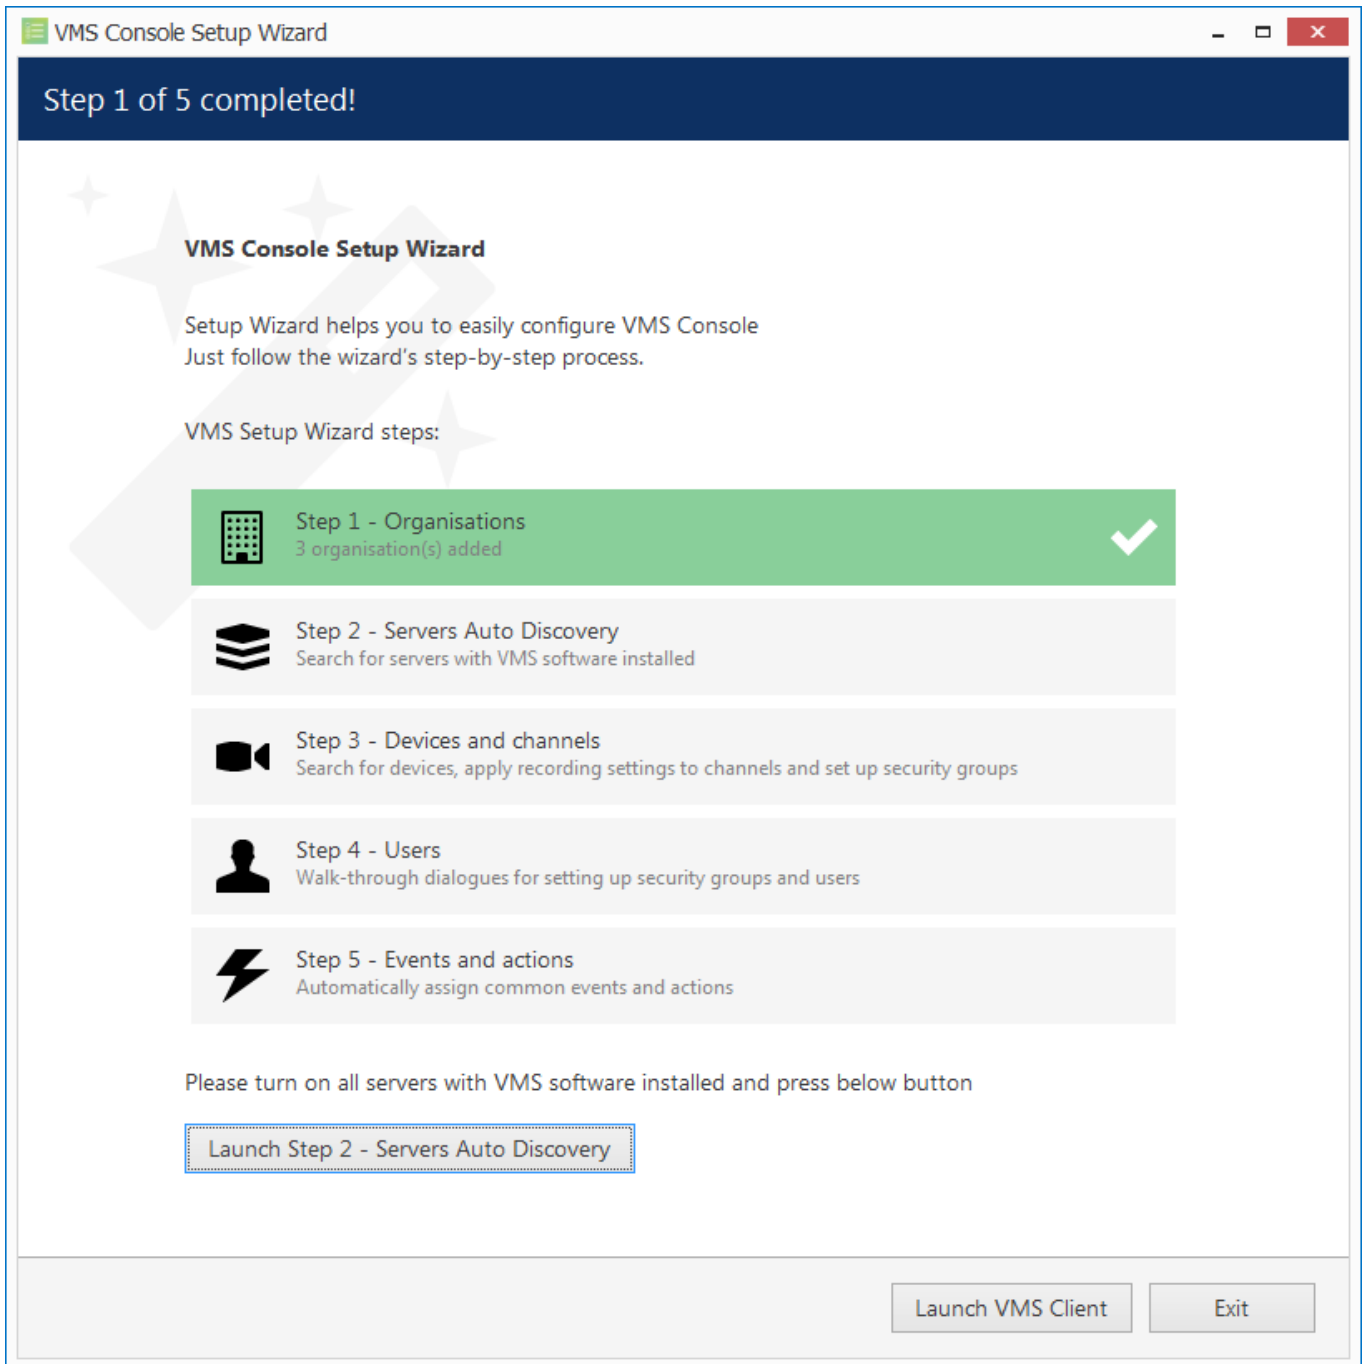 VMS Console Setup Wizard
Step 1 of 5 completed!
VMS Console Setup Wizard
Setup Wizard helps you to easily configure VMS Console
Just follow the wizard's step-by-step process.
VMS Setup Wizard steps:
Step 1 - Organisations
3 organisation(s) added
Step 2 - Servers Auto Discovery
Search for servers with VMS software installed
Step 3 - Devices and channels
Search for devices, apply recording settings to channels and set up security groups
Step 4 - Users
Walk-through dialogues for setting up security groups and users
Step 5 - Events and actions
Automatically assign common events and actions
Please turn on all servers with VMS software installed and press below button
Launch Step 2 - Servers Auto Discovery
Launch VMS Client
Exit